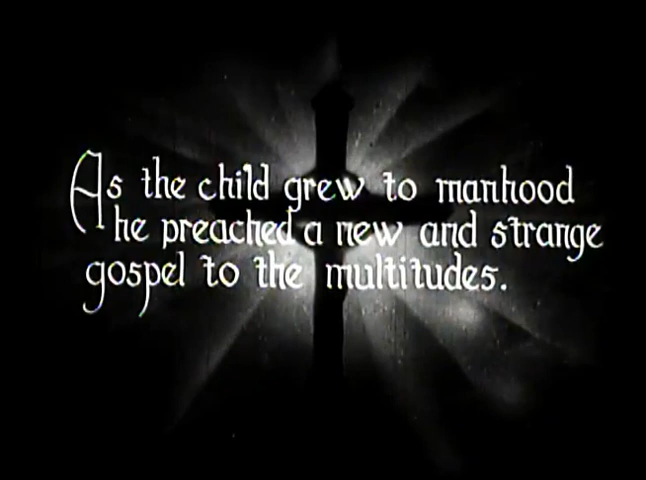 As the child grew to manhood
he preached a new and strange
gospel to the multitudes.